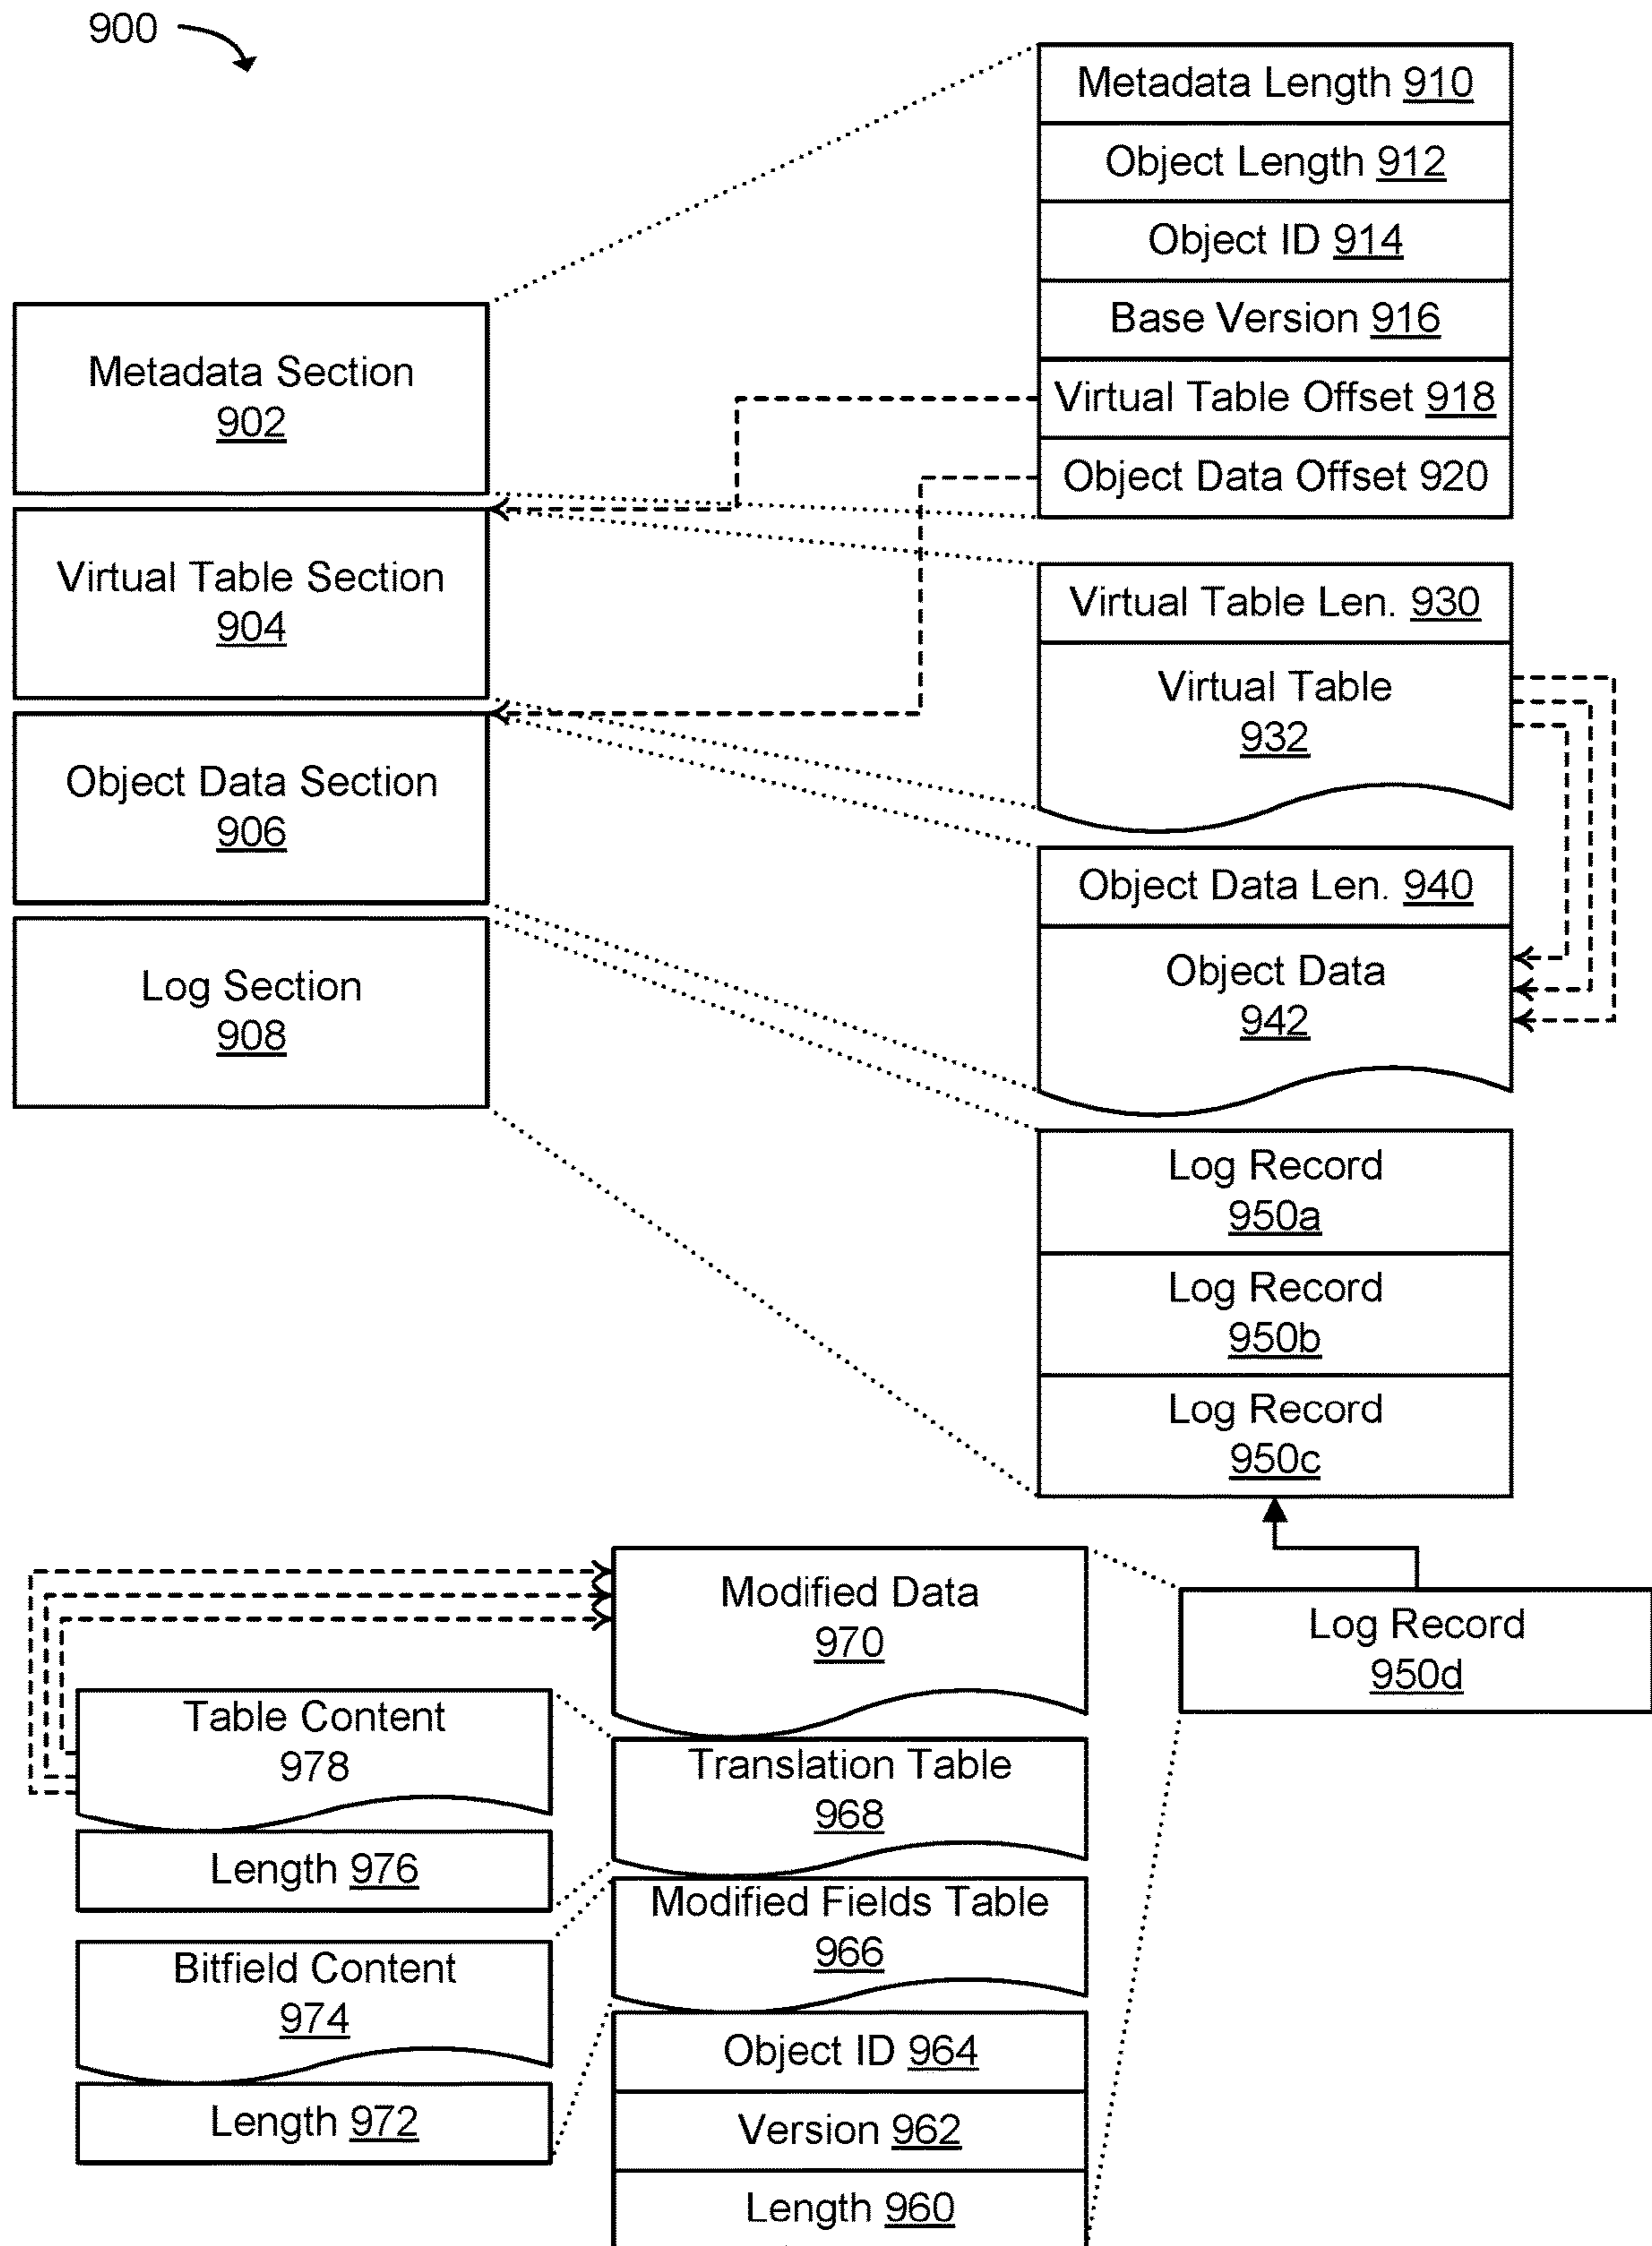 900
Metadata Length 910
Object Length 912
Object ID 914
Base Version 916
Virtual Table Offset 918
Object Data Offset 920
Metadata Section
902
Virtual Table Section
904
Object Data Section
906
Log Section
908
Virtual Table Len. 930
Virtual Table
932
Object Data Len. 940
Object Data
942
Log Record
950a
Log Record
950b
Log Record
950c
Log Record
950d
Modified Data
970
Translation Table
968
Modified Fields Table
966
Object ID 964
Version 962
Length 960
Table Content
978
Length 976
Bitfield Content
974
Length 972